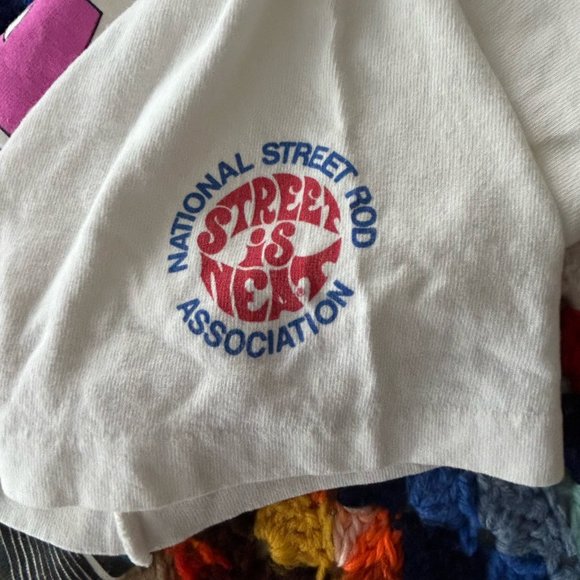 NATIONAL STREET ROD
STREET
iS
NEAT
ASSOCIATION